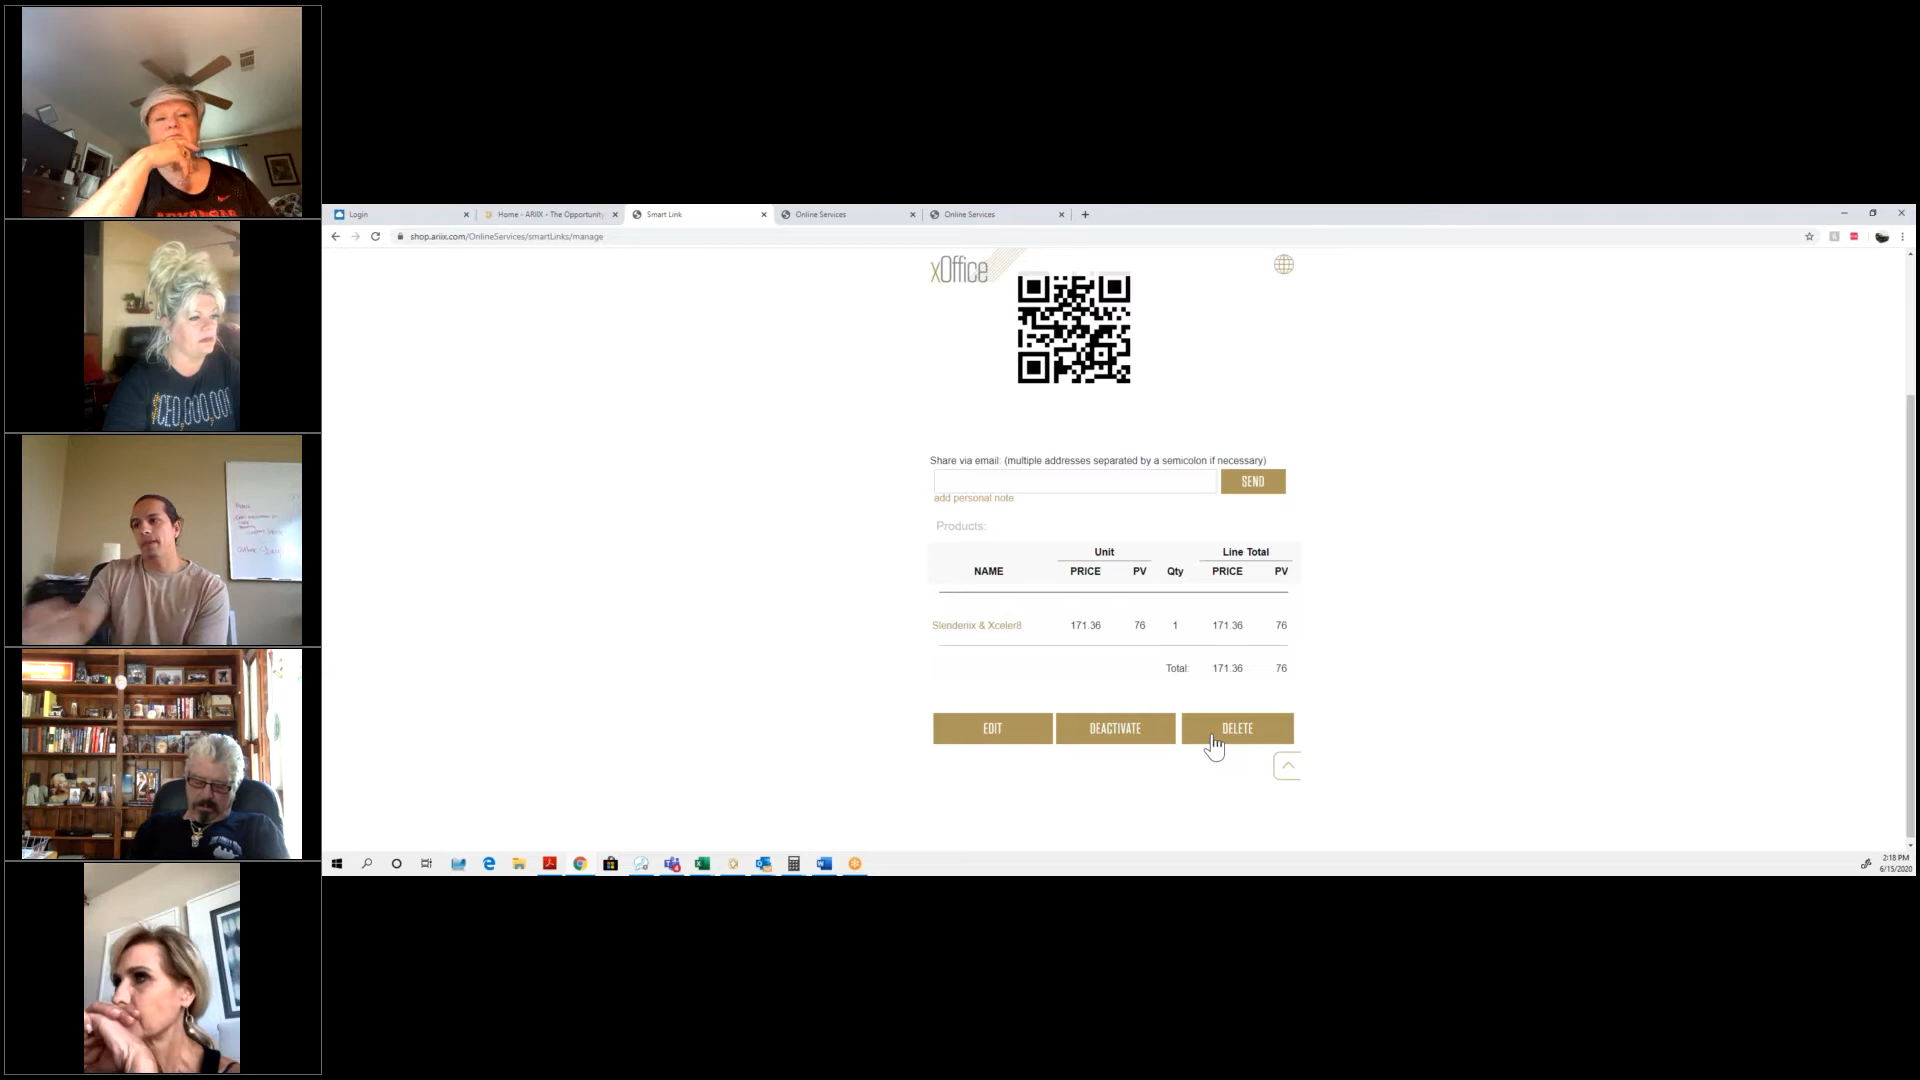 Login
Home - ARIIX - The Opportunity
Smart Link
Online Services
Online Services
shop.ariix.com/OnlineServices/smartLinks/manage
xOffice
Share via email: (multiple addresses separated by a semicolon if necessary)
SEND
add personal note
Products:
Unit Line Total
NAME PRICE PV Qty PRICE PV
Slenderiix & Xceler8 171.36 76 1 171.36 76
Total: 171.36 76
EDIT DEACTIVATE DELETE
2:18 PM
6/15/2020